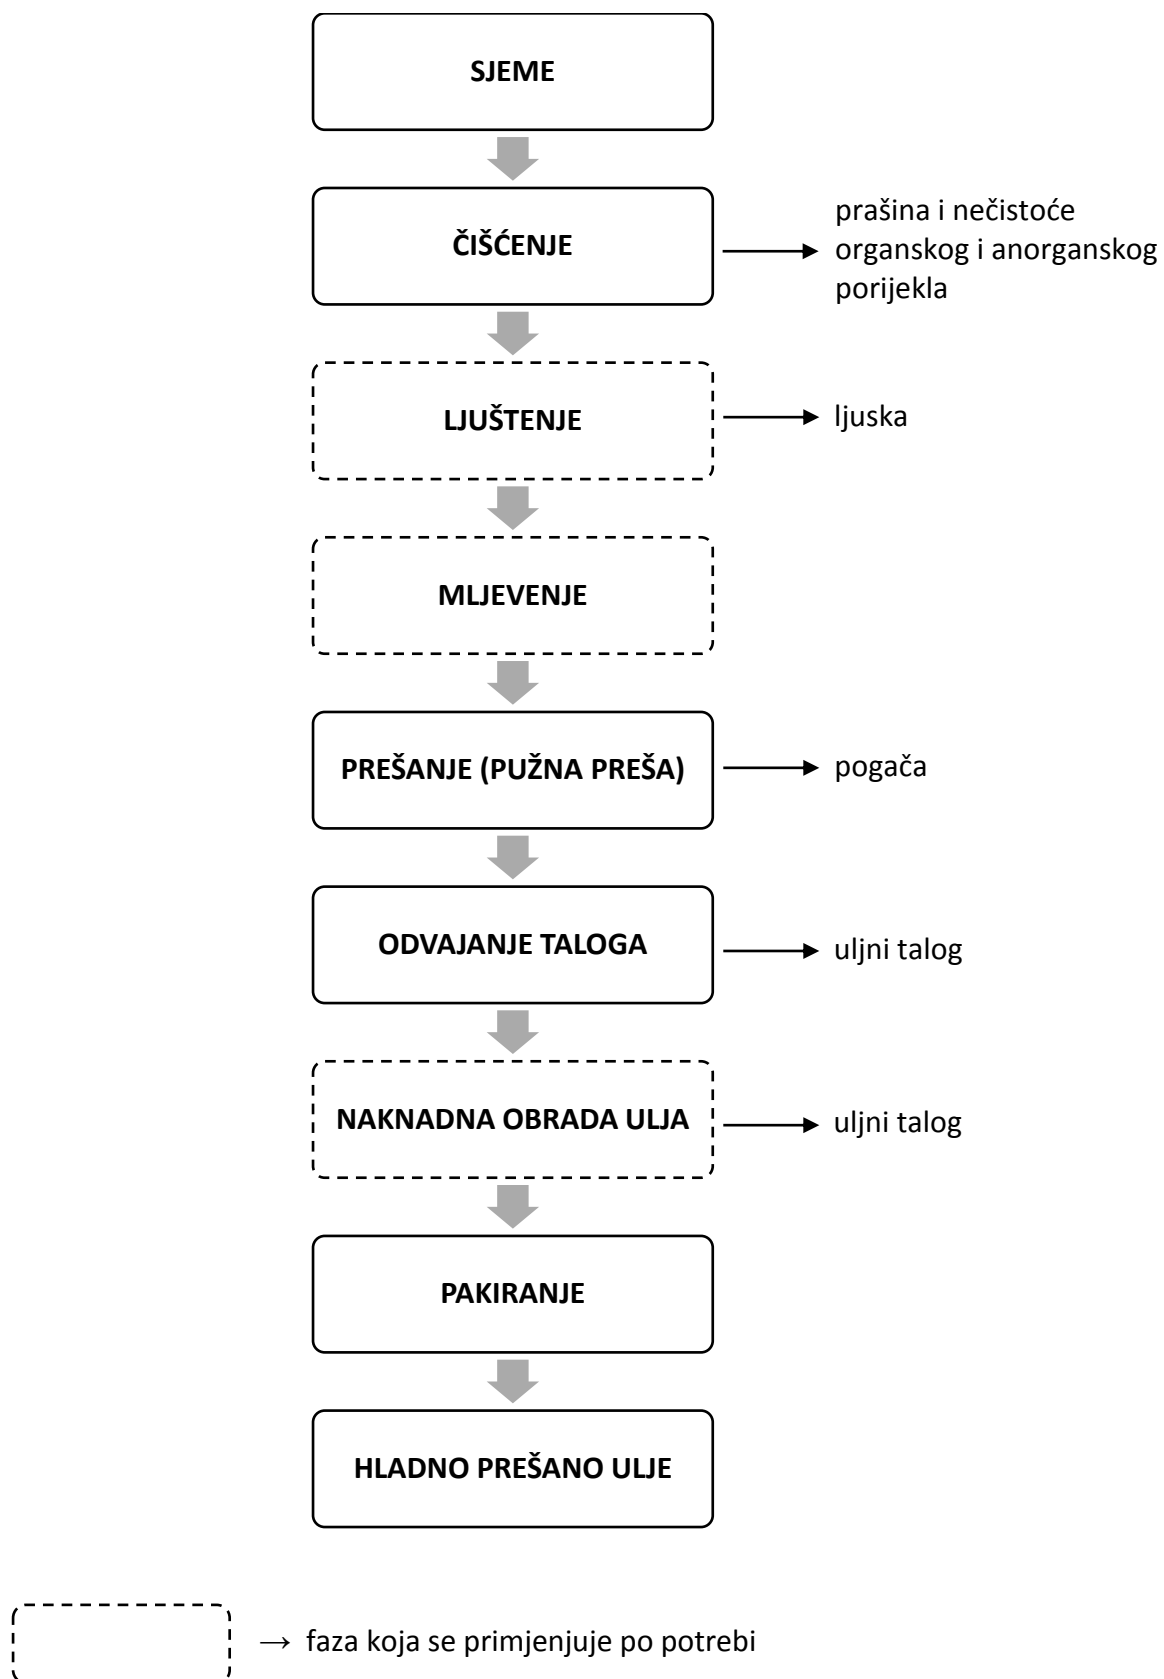 SJEME
ČIŠĆENJE
prašina i nečistoće
organskog i anorganskog
porijekla
LJUŠTENJE
ljuska
MLJEVENJE
PREŠANJE (PUŽNA PREŠA)
pogača
ODVAJANJE TALOGA
uljni talog
NAKNADNA OBRADA ULJA
uljni talog
PAKIRANJE
HLADNO PREŠANO ULJE
→ faza koja se primjenjuje po potrebi